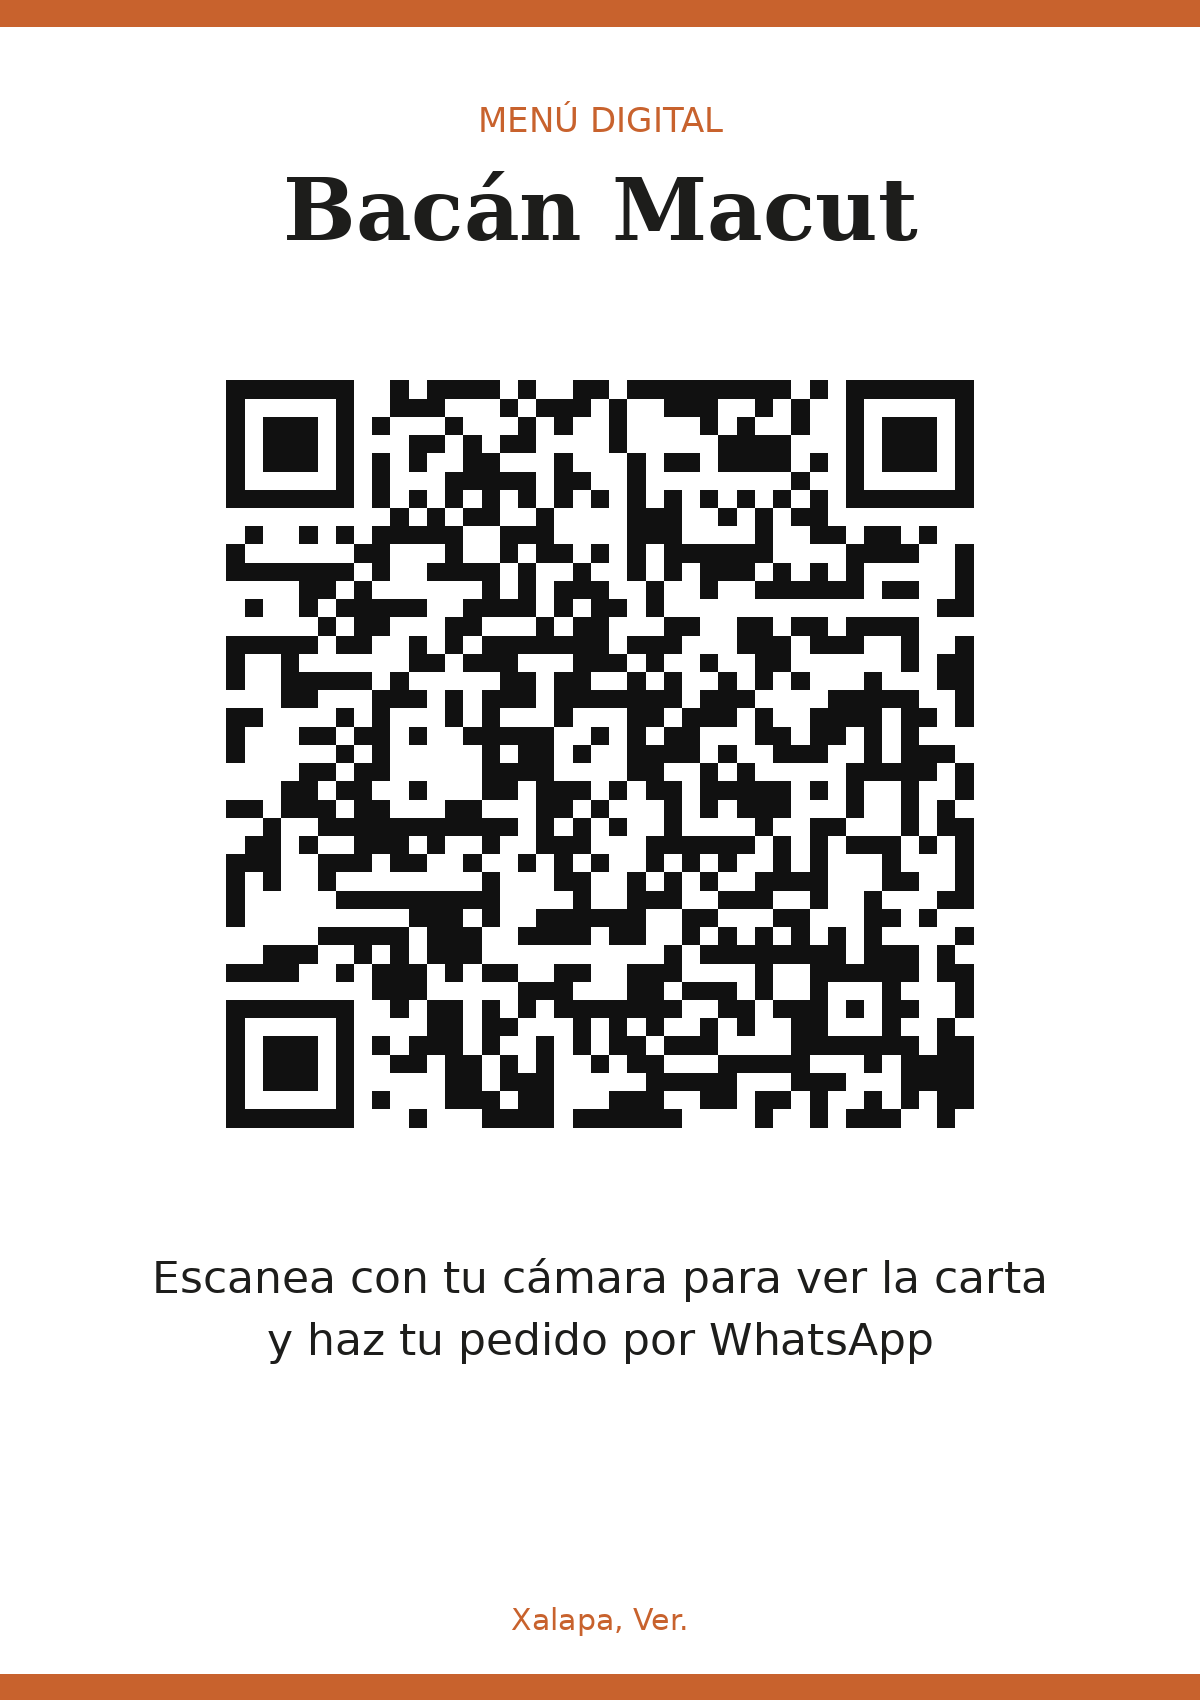 MENÚ DIGITAL
Bacán Macut
Escanea con tu cámara para ver la carta
y haz tu pedido por WhatsApp
Xalapa, Ver.